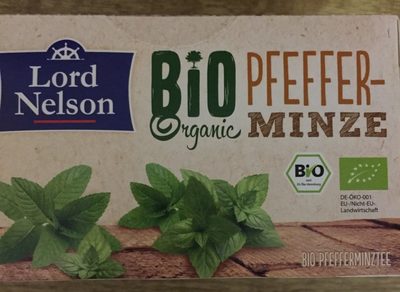 Lord
Nelson
BIO
Organic
PFEFFER-
MINZE
BIO
DE-ÖKO-001
EU-/Nicht-EU-
Landwirtschaft
BIO PFEFFERMINZTEE